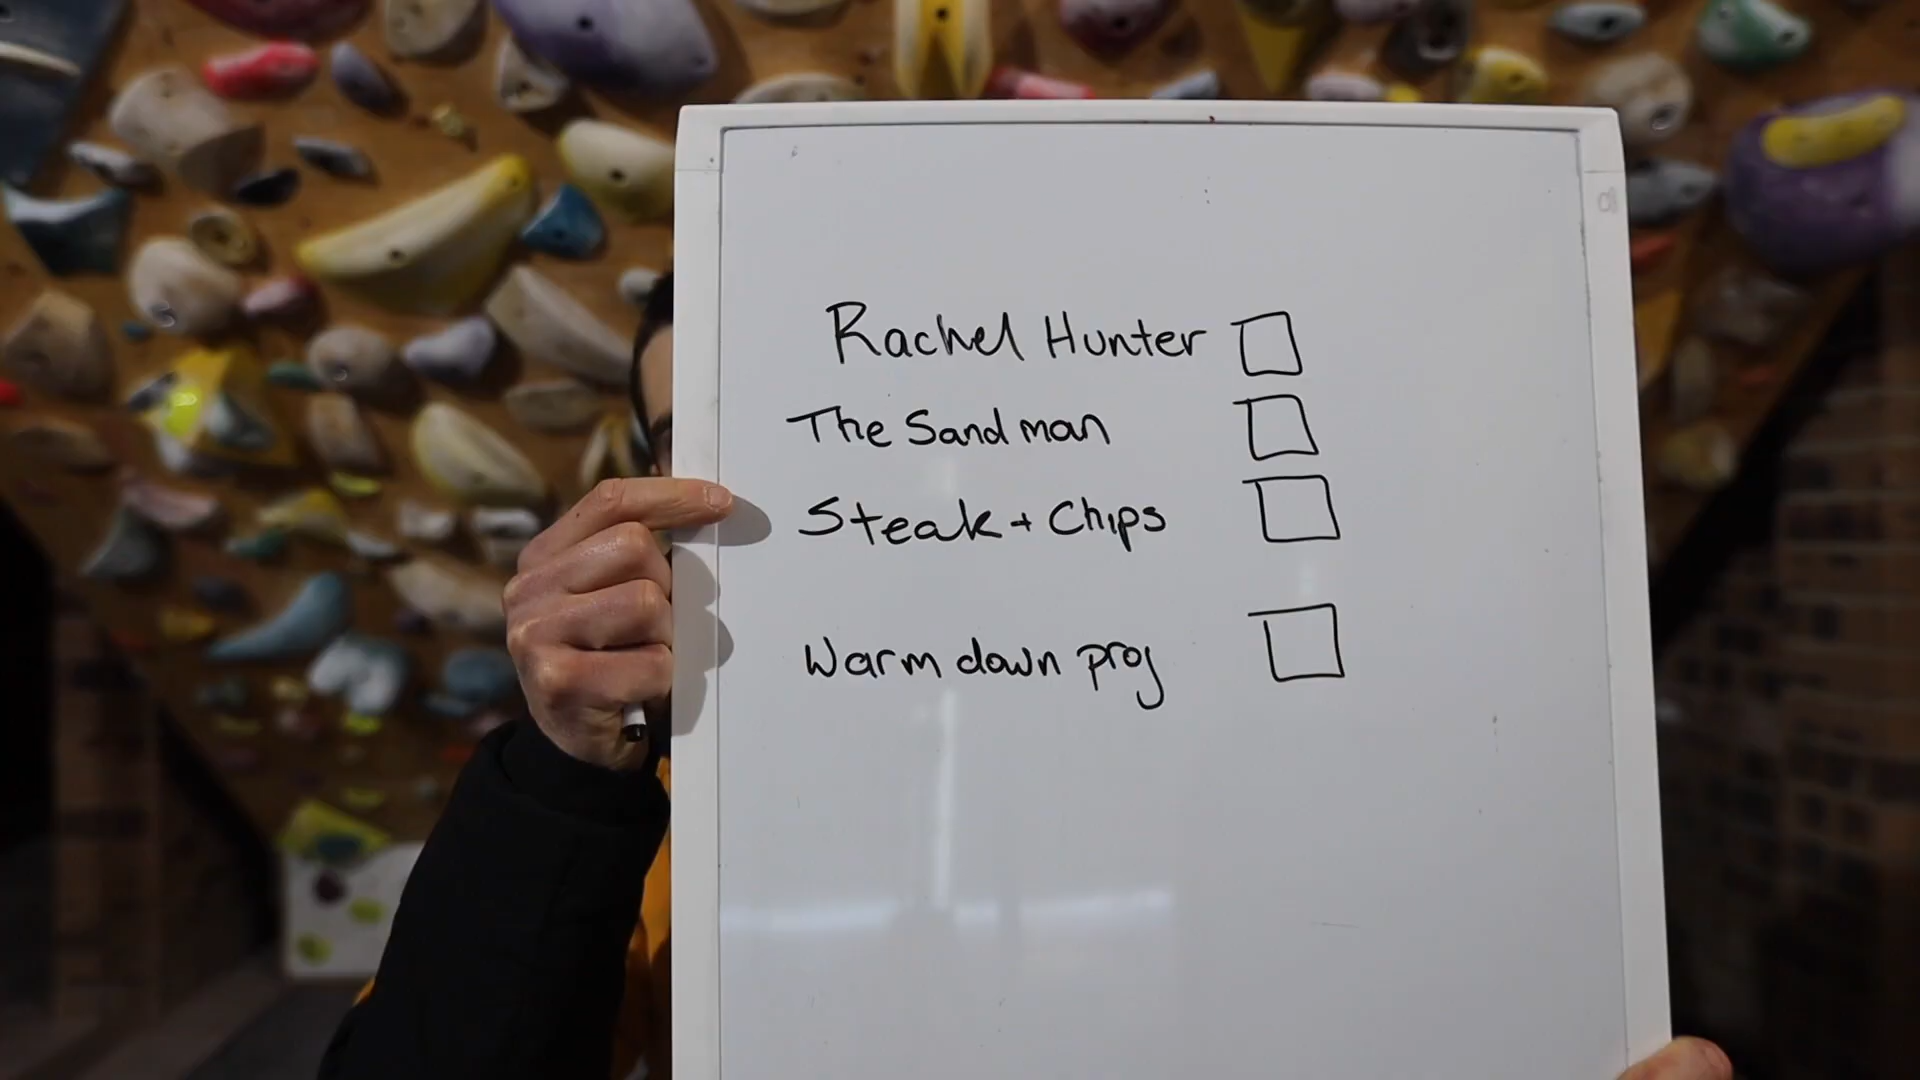 Rachel Hunter
The Sandman
Steak + Chips
Warm down proj